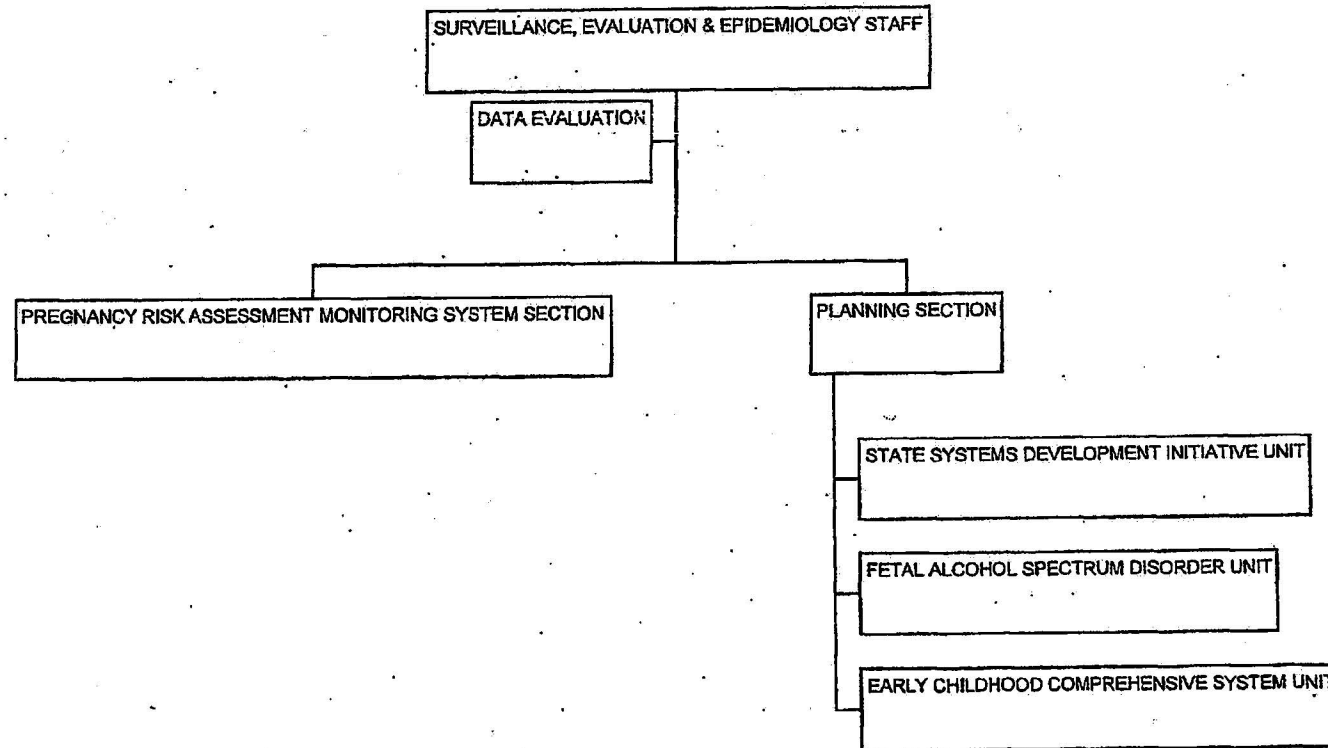 SURVEILLANCE, EVALUATION & EPIDEMIOLOGY STAFF
DATA EVALUATION
PREGNANCY RISK ASSESSMENT MONITORING SYSTEM SECTION
PLANNING SECTION
STATE SYSTEMS DEVELOPMENT INITIATIVE UNIT
FETAL ALCOHOL SPECTRUM DISORDER UNIT
EARLY CHILDHOOD COMPREHENSIVE SYSTEM UNIT